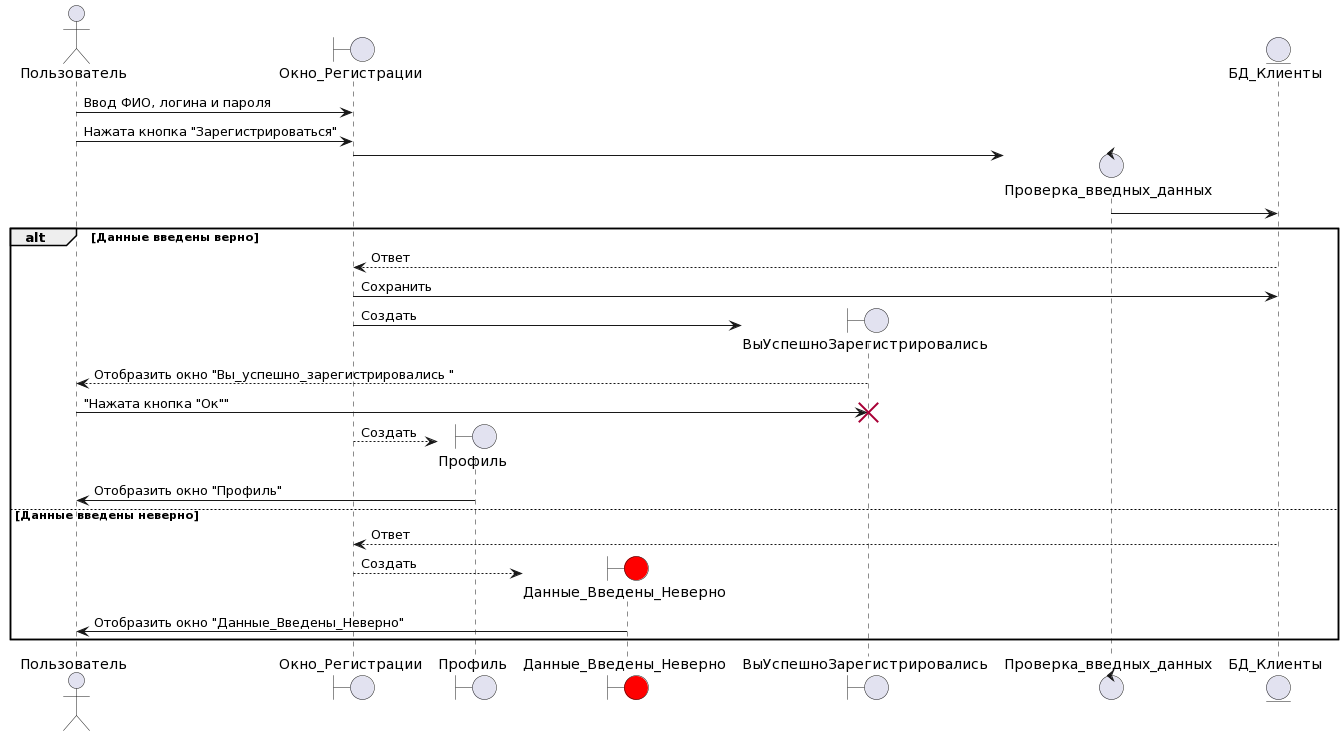 Пользователь
Окно_Регистрации
БД_Клиенты
Ввод ФИО, логина и пароля
Нажата кнопка "Зарегистрироваться"
Проверка_введных_данных
alt
[Данные введены верно]
Ответ
Сохранить
Создать
ВыУспешноЗарегистрировались
Отобразить окно "Вы_успешно_зарегистрировались "
"Нажата кнопка "Ок""
Создать
Профиль
Отобразить окно "Профиль"
[Данные введены неверно]
Ответ
Создать
Данные_Введены_Неверно
Отобразить окно "Данные_Введены_Неверно"
Пользователь
Окно_Регистрации
Профиль
Данные_Введены_Неверно
ВыУспешноЗарегистрировались
Проверка_введных_данных
БД_Клиенты